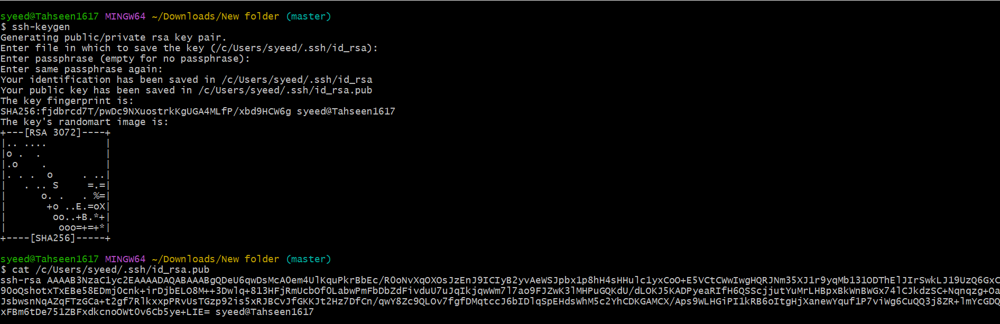 syeed@Tahseen1617 MINGW64 ~/Downloads/New folder (master)
$ ssh-keygen
Generating public/private rsa key pair.
Enter file in which to save the key (/c/Users/syeed/.ssh/id_rsa):
Enter passphrase (empty for no passphrase):
Enter same passphrase again:
Your identification has been saved in /c/Users/syeed/.ssh/id_rsa
Your public key has been saved in /c/Users/syeed/.ssh/id_rsa.pub
The key fingerprint is:
SHA256:fjdbrcd7T/pwDc9NXuostrkKgUGA4MLfP/xbd9HCW6g syeed@Tahseen1617
The key's randomart image is:
+---[RSA 3072]----+
|.. ....          |
|o .  .           |
|.o    .          |
|. . .  o     . ..|
|   . .. S     =.=|
|      o. .   . %=|
|       +o ..E.=oX|
|        oo..+B.*+|
|         ooo=+=+*|
+----[SHA256]-----+
syeed@Tahseen1617 MINGW64 ~/Downloads/New folder (master)
$ cat /c/Users/syeed/.ssh/id_rsa.pub
ssh-rsa AAAAB3NzaC1yc2EAAAADAQABAAABgQDeU6qwDsMcAOem4UlKquPkrBbEc/R0oNvXqOXOsJzEnJ9ICIyB2yvAeWSJpbx1p8hH4sHHulc1yxCoO+E5VCtCWwIwgHQRJNm35XJ1r9yqMb131ODThElJIrSwkLJ19UzQ6GxC
90oQshotxTxEBe58EDmj0cnk+irDjbELO8M++3Dwlq+813HFjRmUcbOf0LabwPmFbDbZdFivduU7uJqIkjqwWm7l7ao9FJZwK3lMHPuGQKdU/dLOKJ5KADPyeaRIfH6QSScjjutYuMrLHBpxBkWnBWGx74lCJkdzSC+Nqnqzg+Oa
JsbwsnNqAZqFTzGCa+t2gf7RlkxxpPRvUsTGzp92is5xRJBCvJfGKKJt2Hz7DfCn/qwY8Zc9QLOv7fgfDMqtccJ6bIDlqSpEHdsWhM5c2YhCDKGAMCX/Aps9WLHGiPI1kRB6oItgHjXanewYquf1P7viWg6CuQQ3j8ZR+lmYcGDQ
xFBm6tDe751ZBFxdkcnoOWt0v6Cb5ye+LIE= syeed@Tahseen1617